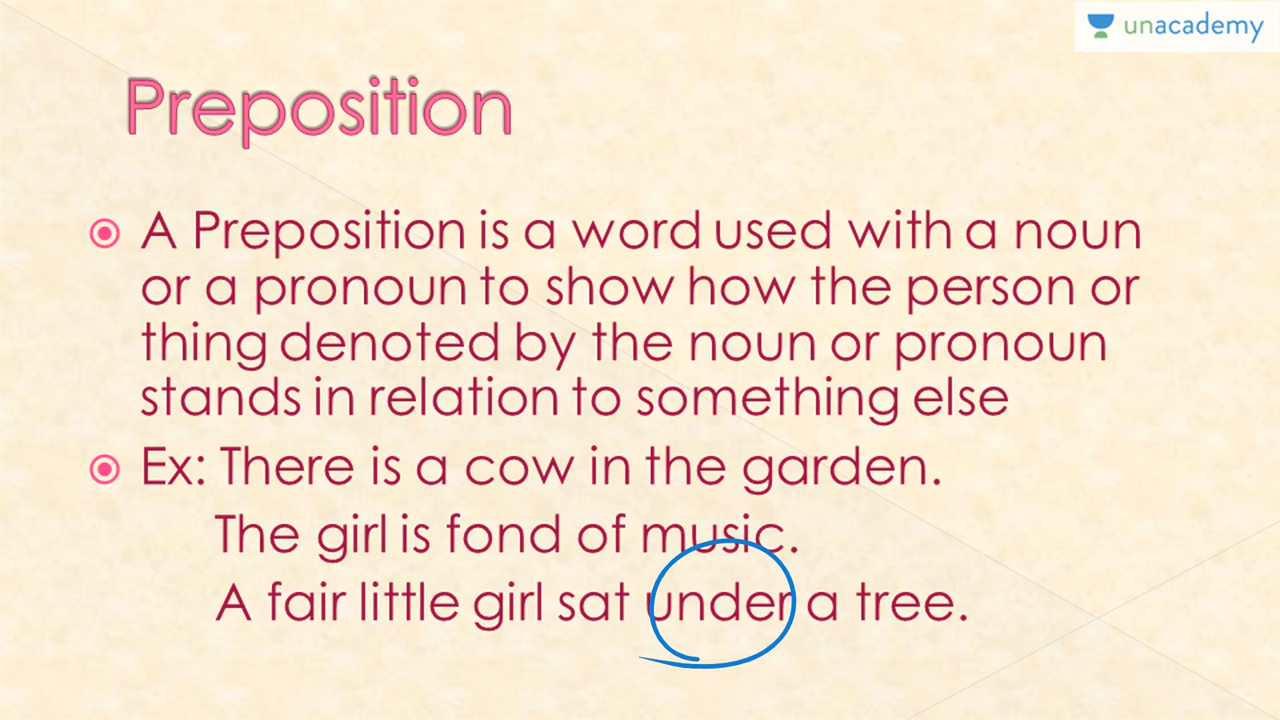 unacademy
Preposition
A Preposition is a word used with a noun
or a pronoun to show how the person or
thing denoted by the noun or pronoun
stands in relation to something else
Ex: There is a cow in the garden.
The girl is fond of music.
A fair little girl sat under a tree.